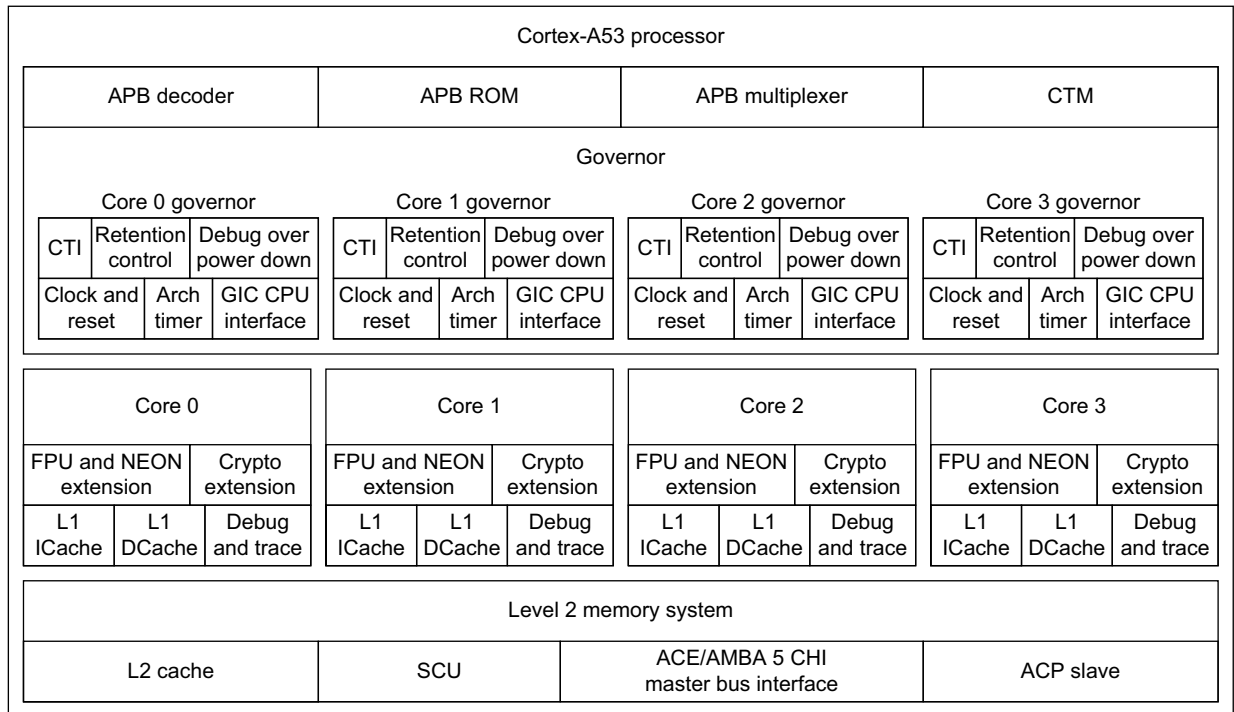 Cortex-A53 processor
APB decoder APB ROM APB multiplexer CTM
Governor
Core 0 governor Core 1 governor Core 2 governor Core 3 governor
CTI Retention control Debug over power down CTI Retention control Debug over power down CTI Retention control Debug over power down CTI Retention control Debug over power down
Clock and reset Arch timer GIC CPU interface Clock and reset Arch timer GIC CPU interface Clock and reset Arch timer GIC CPU interface Clock and reset Arch timer GIC CPU interface
Core 0 Core 1 Core 2 Core 3
FPU and NEON extension Crypto extension FPU and NEON extension Crypto extension FPU and NEON extension Crypto extension FPU and NEON extension Crypto extension
L1 ICache L1 DCache Debug and trace L1 ICache L1 DCache Debug and trace L1 ICache L1 DCache Debug and trace L1 ICache L1 DCache Debug and trace
Level 2 memory system
L2 cache SCU ACE/AMBA 5 CHI master bus interface ACP slave